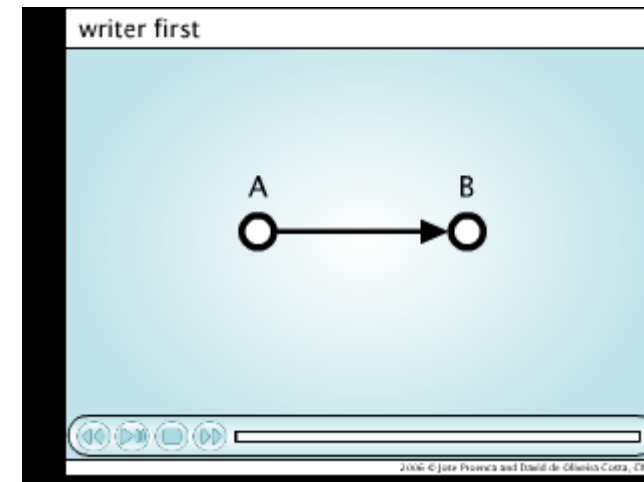 writer first
A B
2006 © Jose Proenca and David de Oliveira Costa,